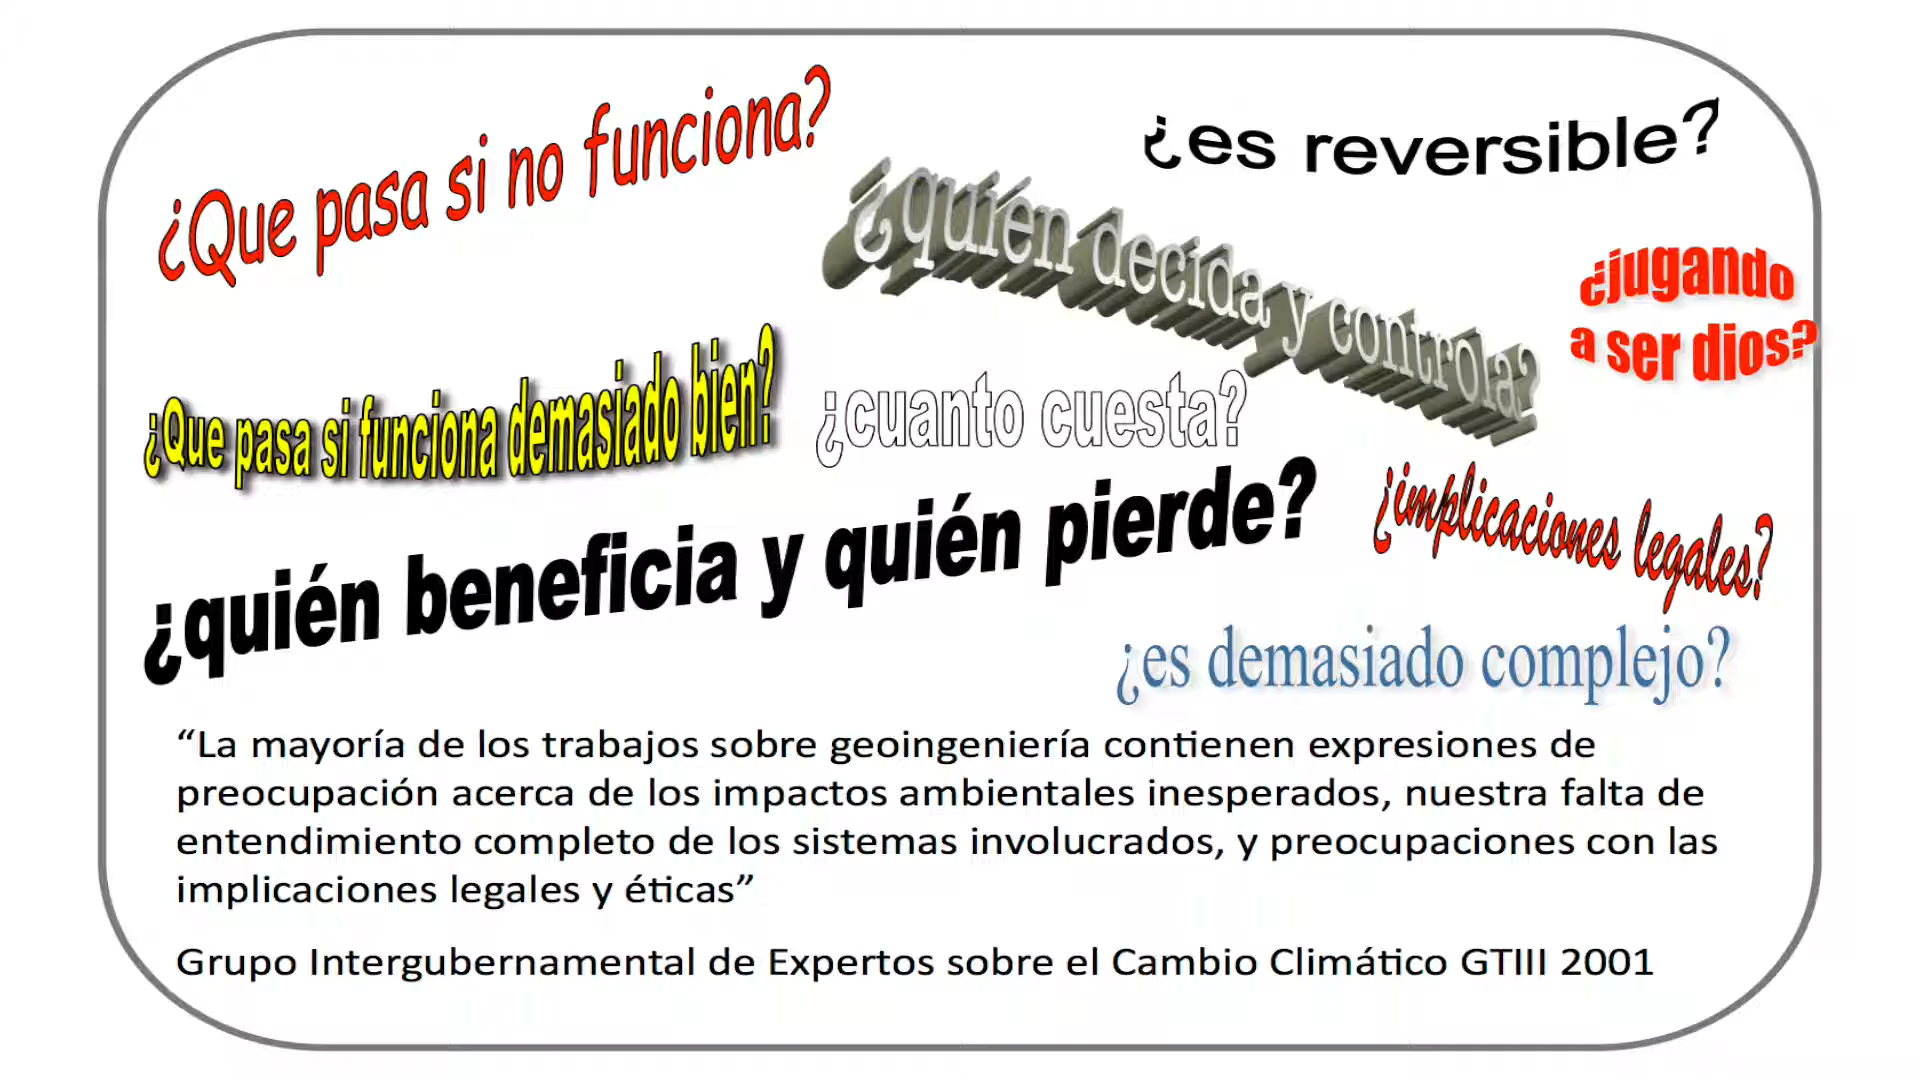 ¿Que pasa si no funciona?
¿es reversible?
¿quién decida y controla?
¿jugando
a ser dios?
¿Que pasa si funciona demasiado bien?
¿cuanto cuesta?
¿quién beneficia y quién pierde?
¿implicaciones legales?
¿es demasiado complejo?
“La mayoría de los trabajos sobre geoingeniería contienen expresiones de
preocupación acerca de los impactos ambientales inesperados, nuestra falta de
entendimiento completo de los sistemas involucrados, y preocupaciones con las
implicaciones legales y éticas”
Grupo Intergubernamental de Expertos sobre el Cambio Climático GTIII 2001